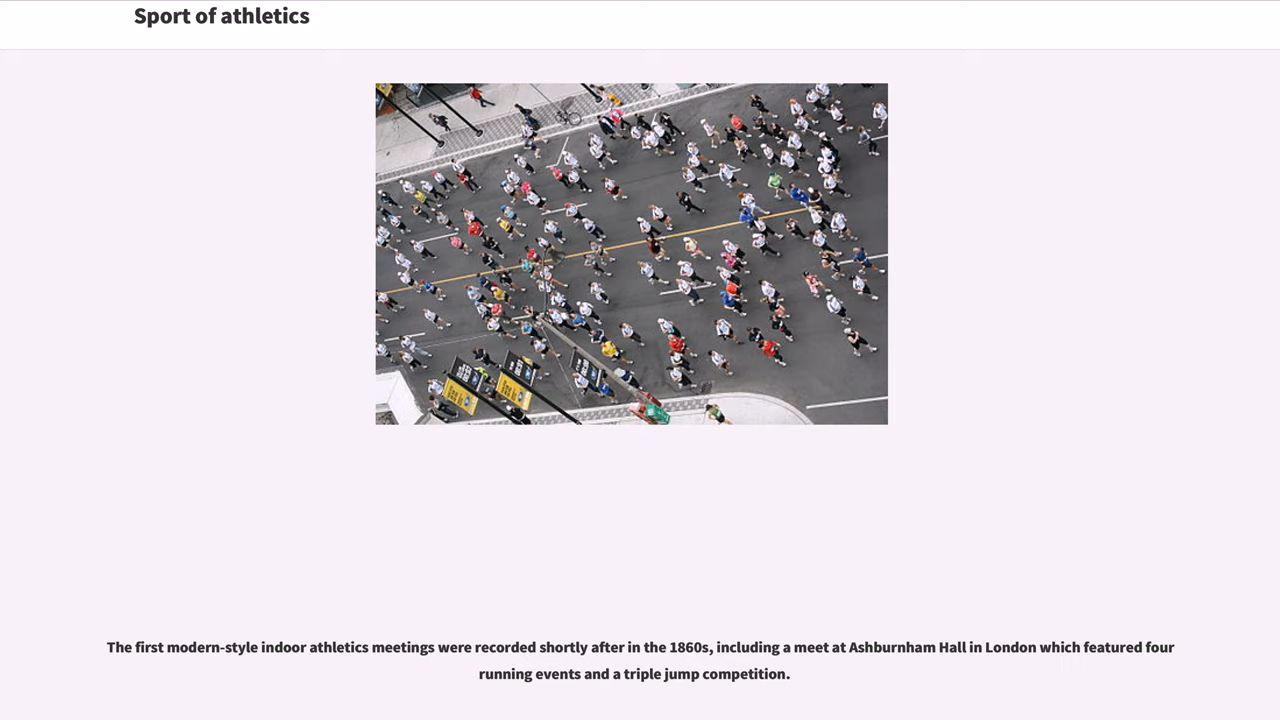 Sport of athletics
The first modern-style indoor athletics meetings were recorded shortly after in the 1860s, including a meet at Ashburnham Hall in London which featured four
running events and a triple jump competition.